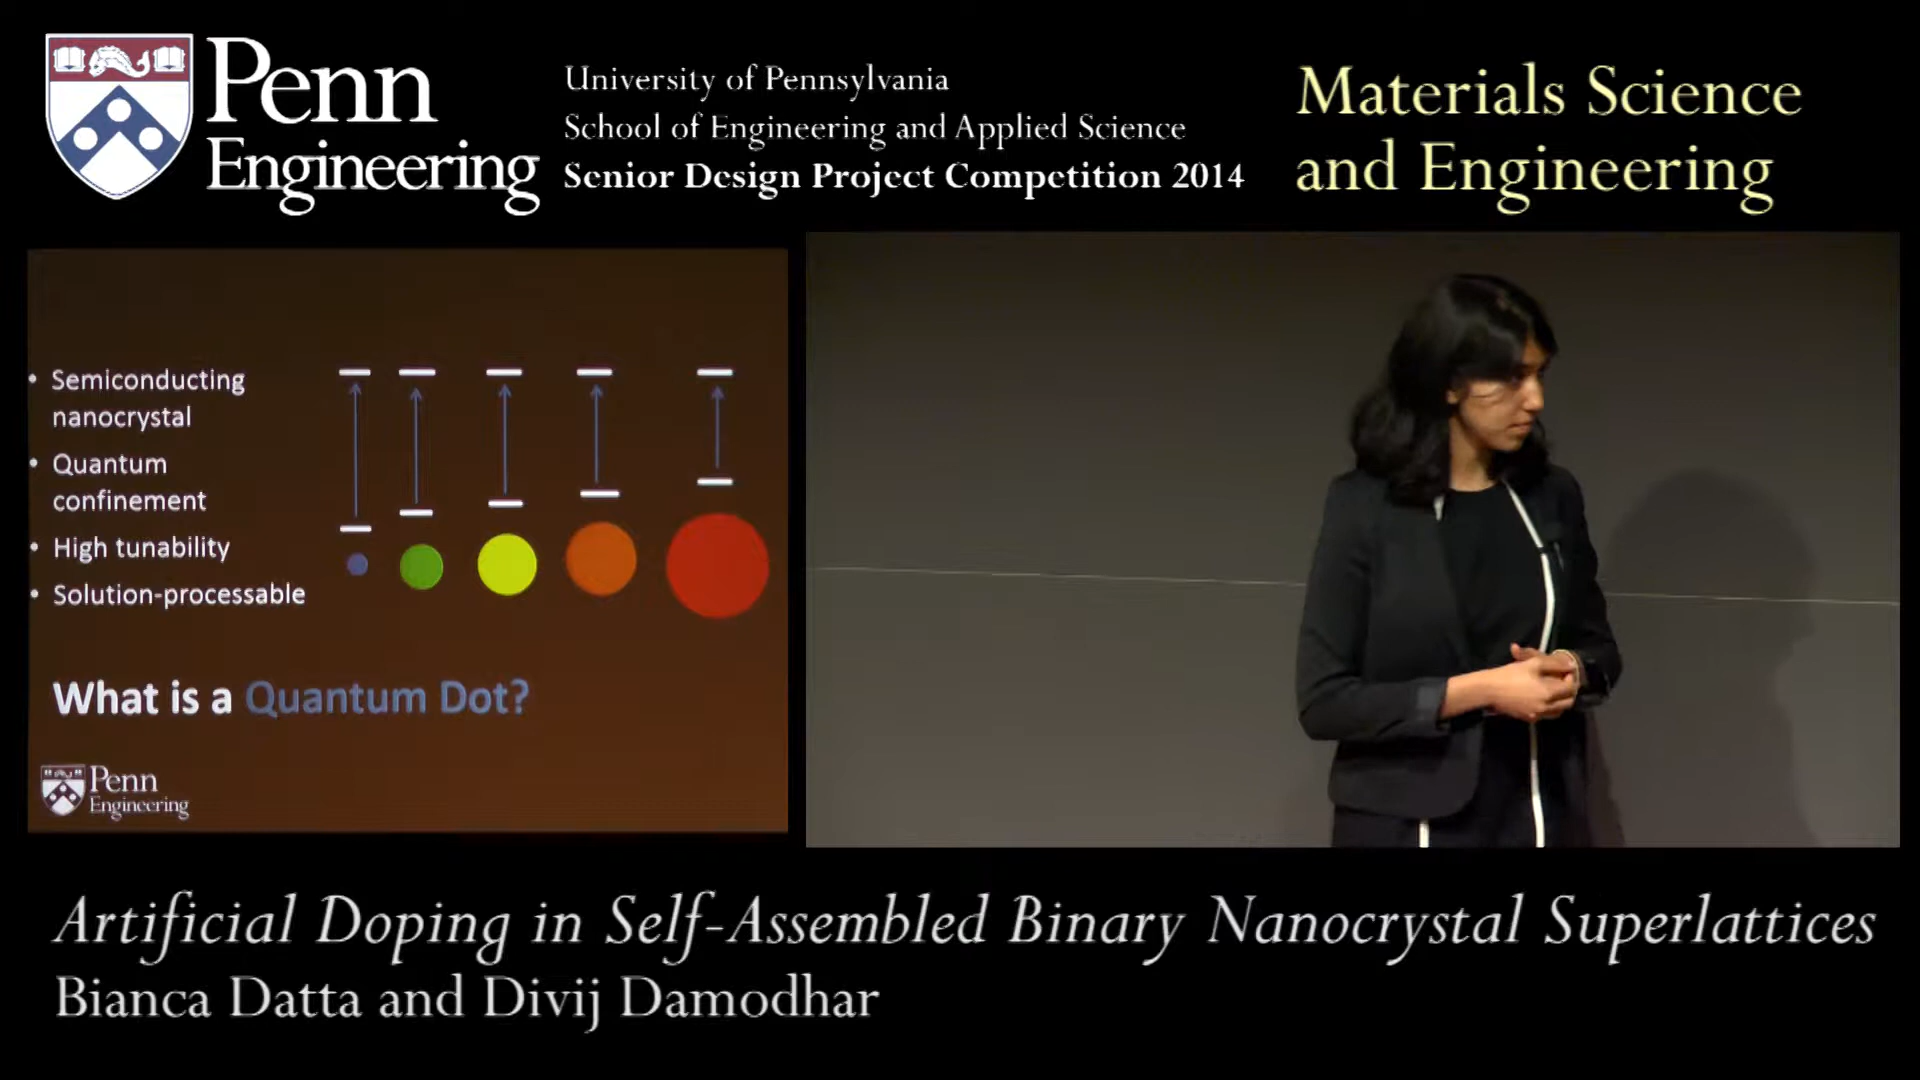 Penn
Engineering
University of Pennsylvania
School of Engineering and Applied Science
Senior Design Project Competition 2014
Materials Science
and Engineering
• Semiconducting
nanocrystal
• Quantum
confinement
• High tunability
• Solution-processable
What is a Quantum Dot?
Penn
Engineering
Artificial Doping in Self-Assembled Binary Nanocrystal Superlattices
Bianca Datta and Divij Damodhar